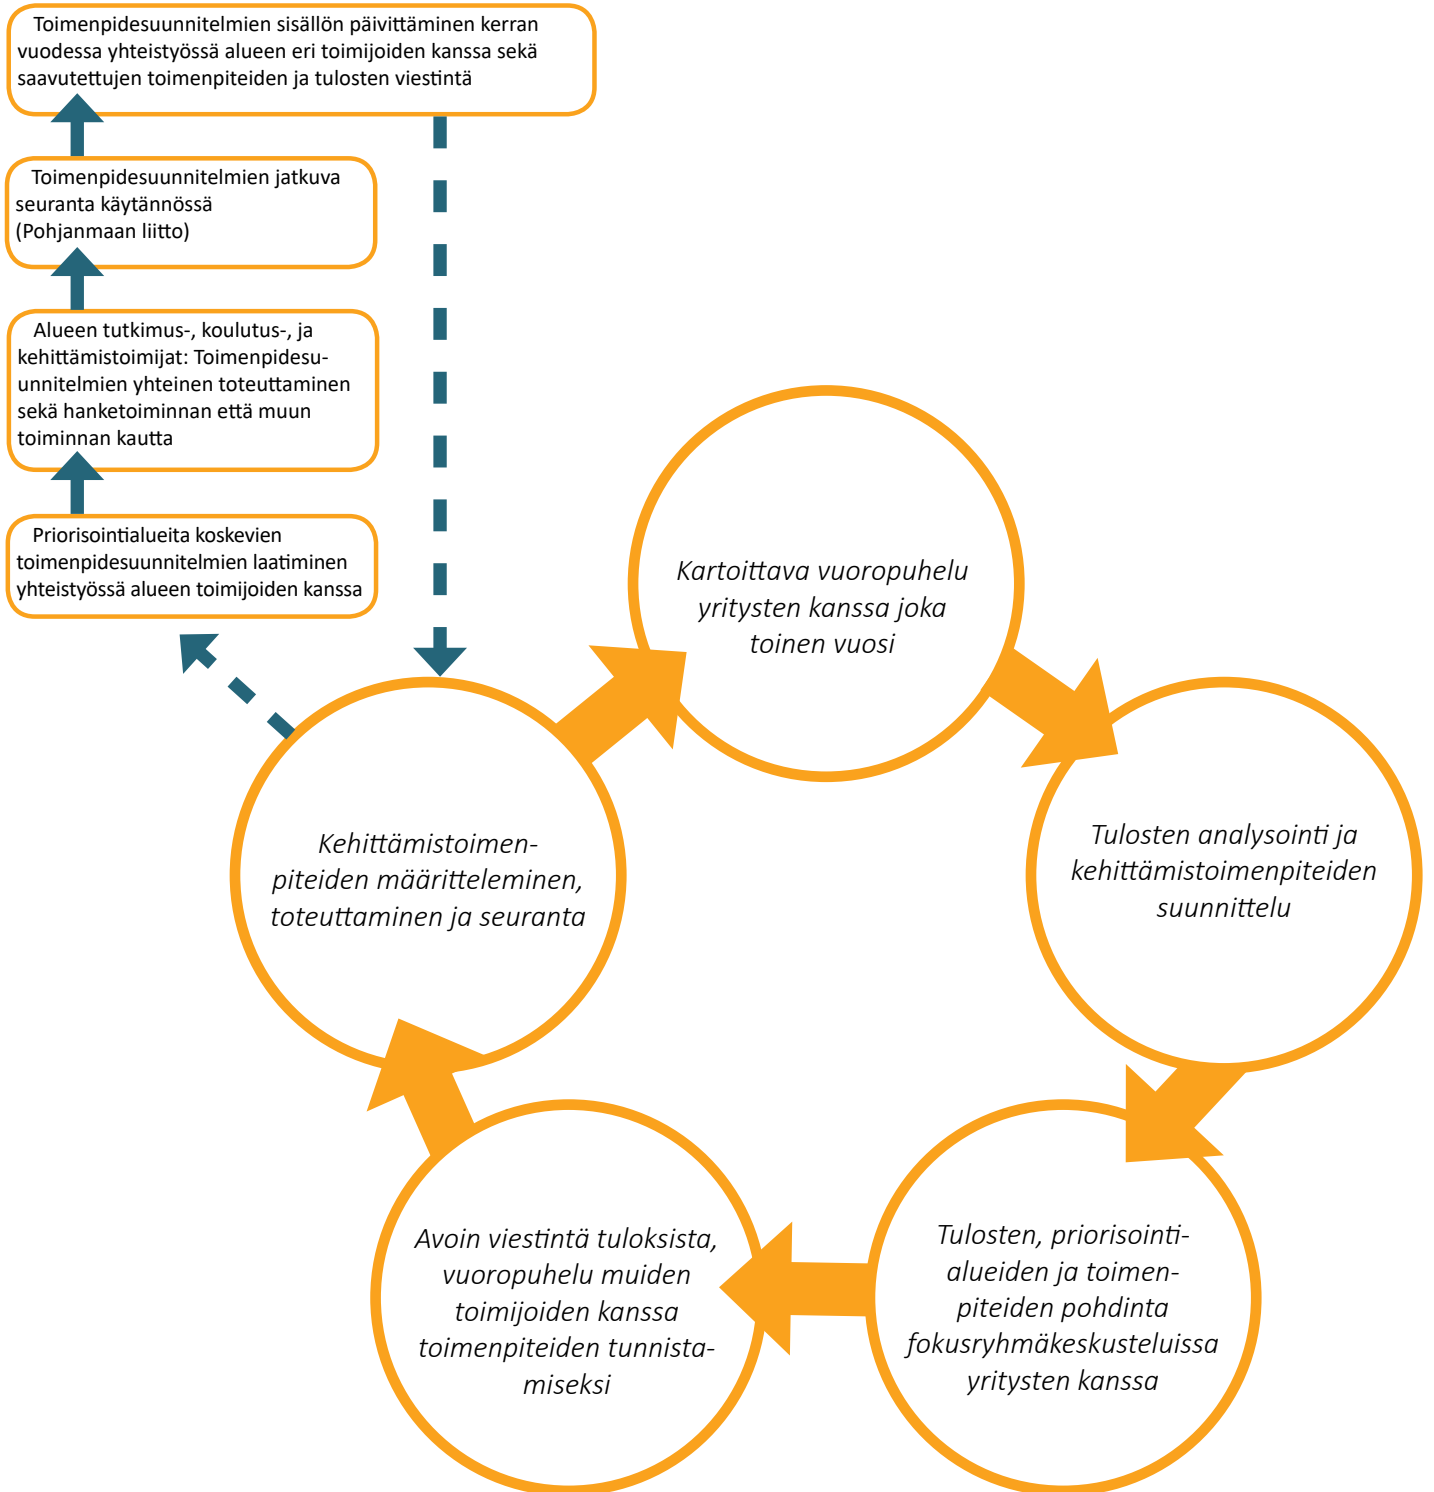 Toimenpidesuunnitelmien sisällön päivittäminen kerran
vuodessa yhteistyössä alueen eri toimijoiden kanssa sekä
saavutettujen toimenpiteiden ja tulosten viestintä
Toimenpidesuunnitelmien jatkuva
seuranta käytännössä
(Pohjanmaan liitto)
Alueen tutkimus-, koulutus-, ja
kehittämistoimijat: Toimenpidesu-
unnitelmien yhteinen toteuttaminen
sekä hanketoiminnan että muun
toiminnan kautta
Priorisointialueita koskevien
toimenpidesuunnitelmien laatiminen
yhteistyössä alueen toimijoiden kanssa
Kartoittava vuoropuhelu
yritysten kanssa joka
toinen vuosi
Tulosten analysointi ja
kehittämistoimenpiteiden
suunnittelu
Tulosten, priorisointi-
alueiden ja toimen-
piteiden pohdinta
fokusryhmäkeskusteluissa
yritysten kanssa
Avoin viestintä tuloksista,
vuoropuhelu muiden
toimijoiden kanssa
toimenpiteiden tunnista-
miseksi
Kehittämistoimen-
piteiden määritteleminen,
toteuttaminen ja seuranta